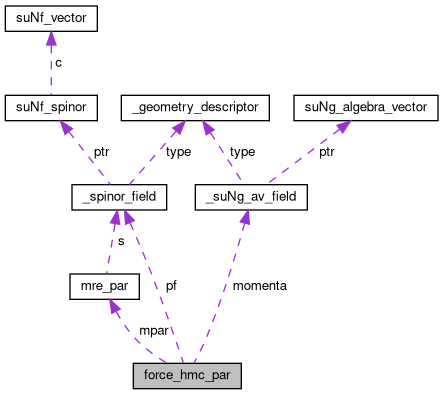 suNf_vector
c
suNf_spinor
_geometry_descriptor
suNg_algebra_vector
ptr
type
type
ptr
_spinor_field
_suNg_av_field
s
mre_par
pf
momenta
mpar
force_hmc_par